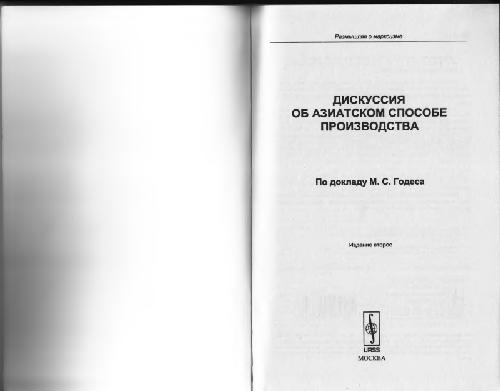 Размышляя о марксизме
ДИСКУССИЯ
ОБ АЗИАТСКОМ СПОСОБЕ
ПРОИЗВОДСТВА
По докладу М. С. Годеса
Издание второе
URSS
МОСКВА